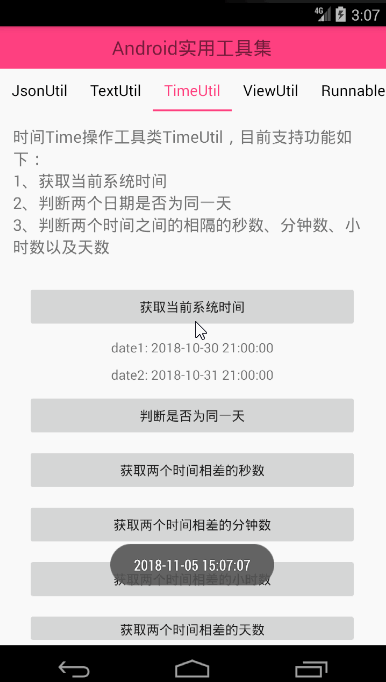 4G 3:07
Android实用工具集
JsonUtil TextUtil TimeUtil ViewUtil Runnable
时间Time操作工具类TimeUtil，目前支持功能如
下：
1、获取当前系统时间
2、判断两个日期是否为同一天
3、判断两个时间之间的相隔的秒数、分钟数、小
时数以及天数
获取当前系统时间
date1: 2018-10-30 21:00:00
date2: 2018-10-31 21:00:00
判断是否为同一天
获取两个时间相差的秒数
获取两个时间相差的分钟数
2018-11-05 15:07:07
获取两个时间相差的小时数
获取两个时间相差的天数